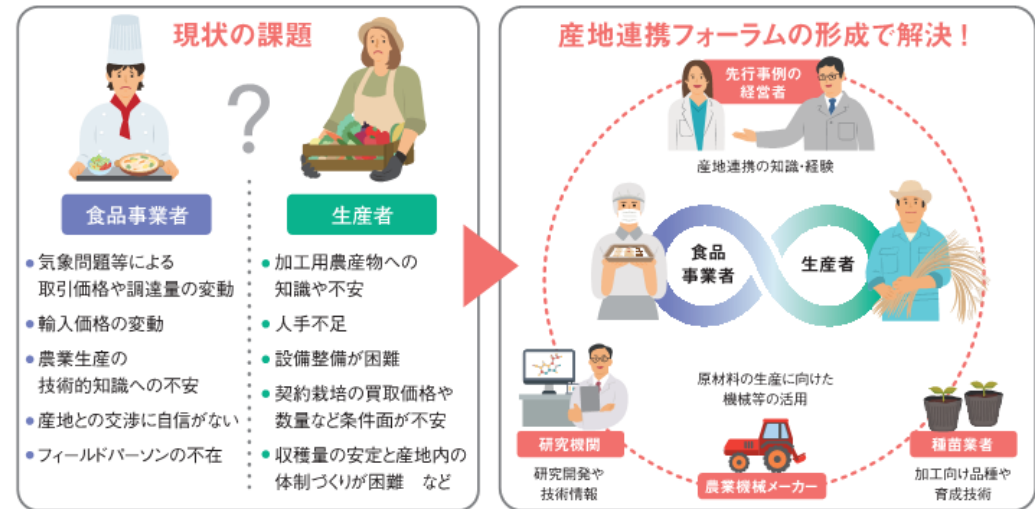 現状の課題
?
食品事業者
● 気象問題等による
取引価格や調達量の変動
● 輸入価格の変動
● 農業生産の
技術的知識への不安
● 産地との交渉に自信がない
● フィールドパーソンの不在
生産者
● 加工用農産物への
知識や不安
● 人手不足
● 設備整備が困難
● 契約栽培の買取価格や
数量など条件面が不安
● 収穫量の安定と産地内の
体制づくりが困難 など
産地連携フォーラムの形成で解決!
先行事例の
経営者
産地連携の知識・経験
食品
事業者
生産者
研究機関
研究開発や
技術情報
原材料の生産に向けた
機械等の活用
農業機械メーカー
種苗業者
加工向け品種や
育成技術